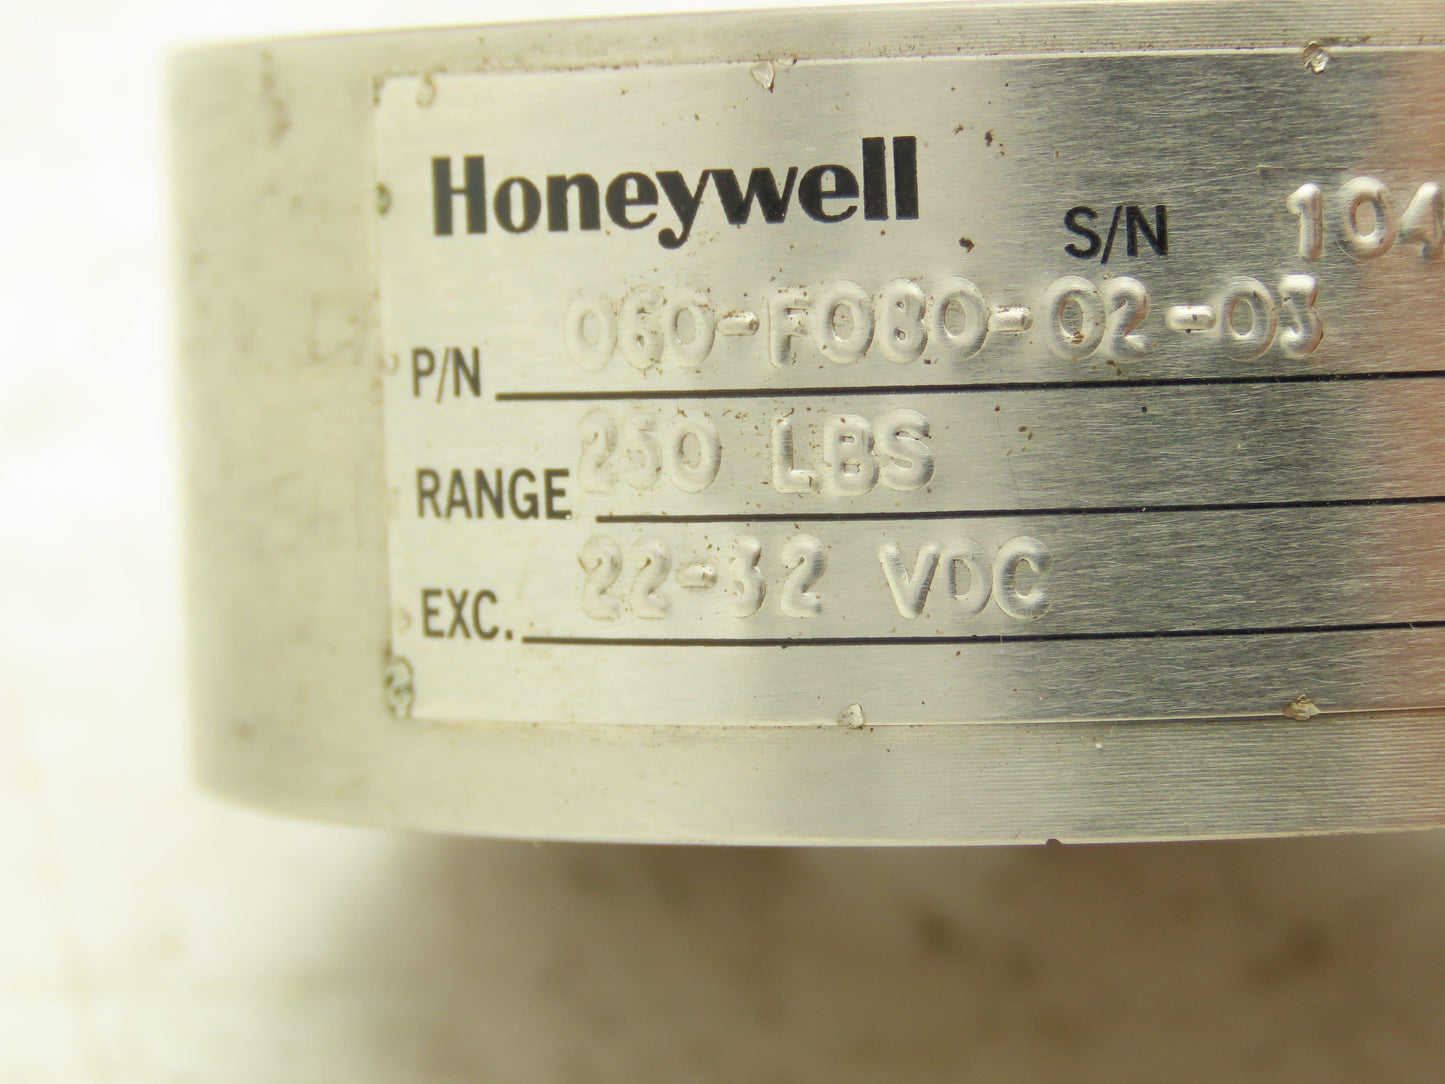 Honeywell S/N 104
P/N 060-F080-02-03
RANGE 250 LBS
EXC. 22-32 VDC